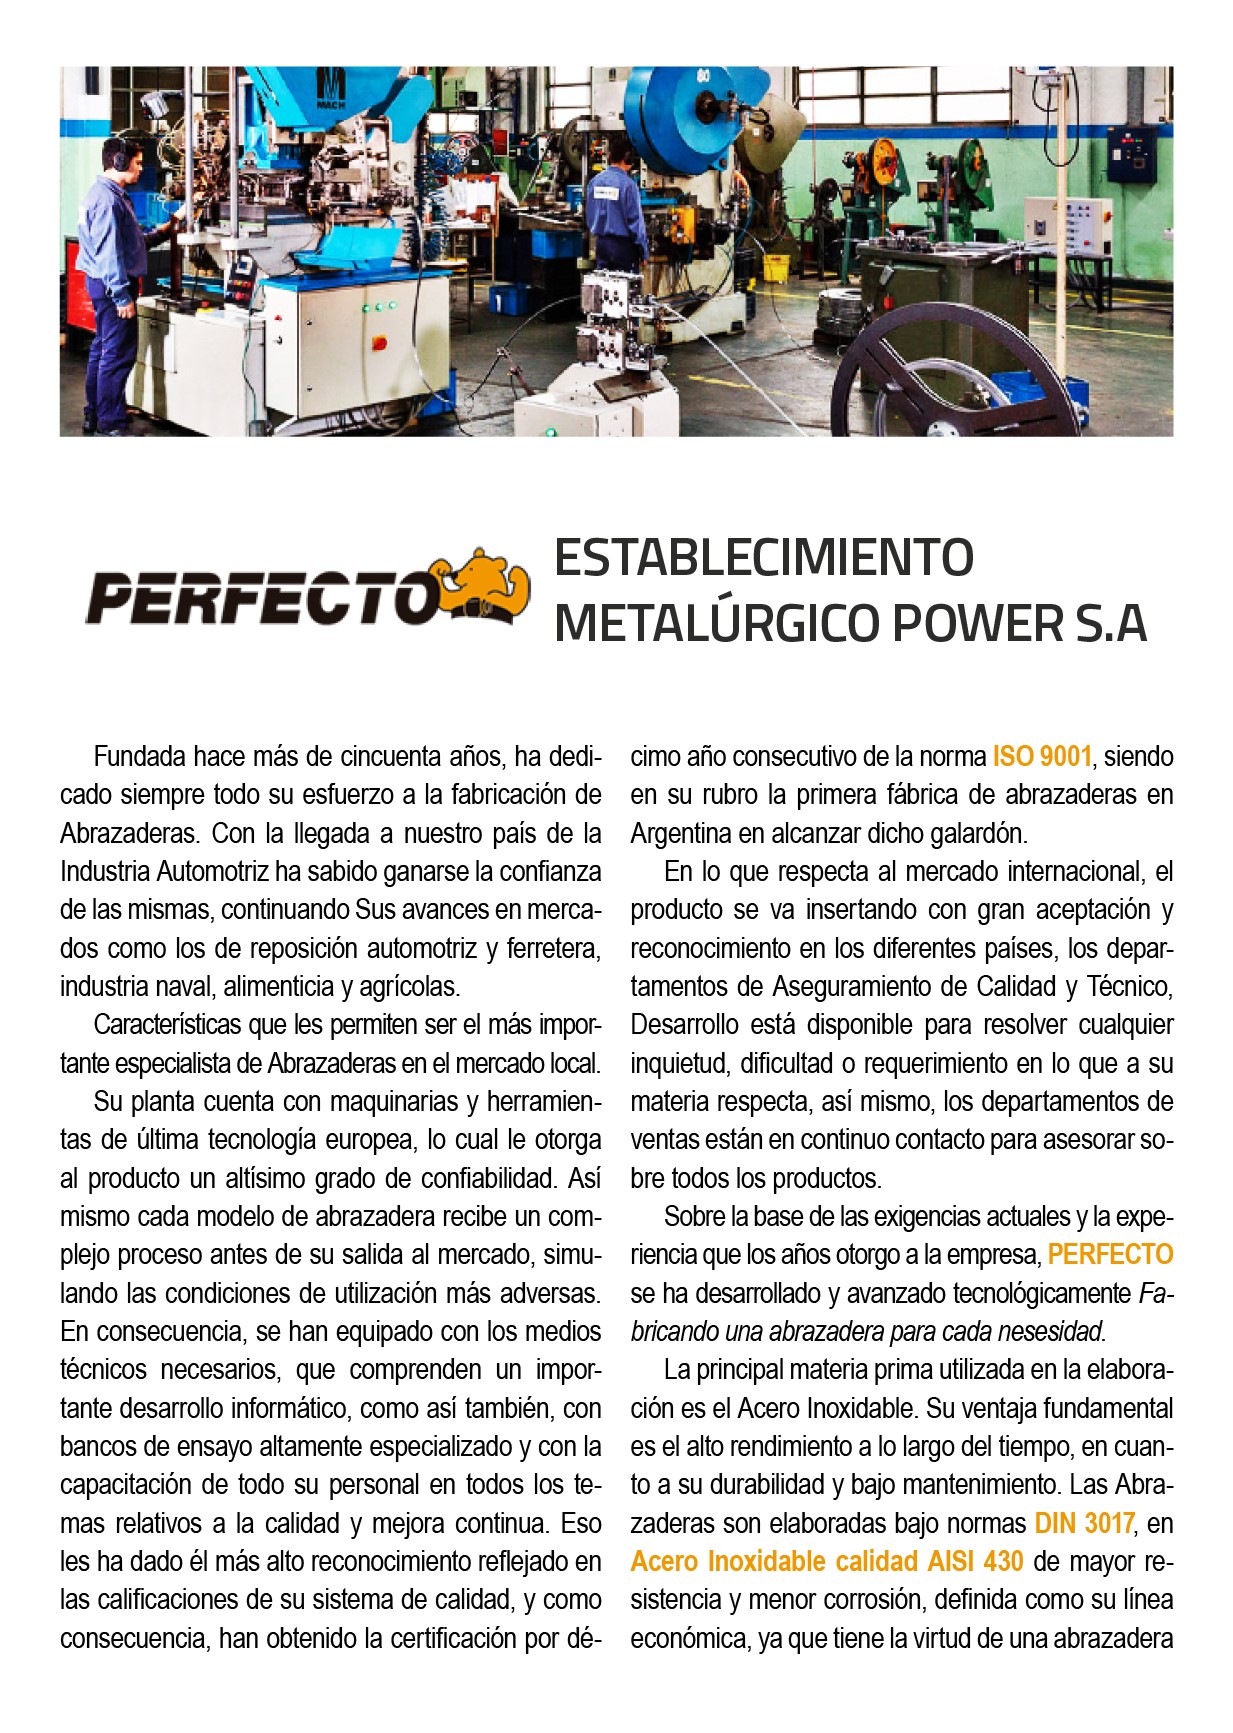 MACH
80
PERFECTO
ESTABLECIMIENTO
METALÚRGICO POWER S.A
Fundada hace más de cincuenta años, ha dedi-
cado siempre todo su esfuerzo a la fabricación de
Abrazaderas. Con la llegada a nuestro país de la
Industria Automotriz ha sabido ganarse la confianza
de las mismas, continuando Sus avances en merca-
dos como los de reposición automotriz y ferretera,
industria naval, alimenticia y agrícolas.
Características que les permiten ser el más impor-
tante especialista de Abrazaderas en el mercado local.
Su planta cuenta con maquinarias y herramien-
tas de última tecnología europea, lo cual le otorga
al producto un altísimo grado de confiabilidad. Así
mismo cada modelo de abrazadera recibe un com-
plejo proceso antes de su salida al mercado, simu-
lando las condiciones de utilización más adversas.
En consecuencia, se han equipado con los medios
técnicos necesarios, que comprenden un impor-
tante desarrollo informático, como así también, con
bancos de ensayo altamente especializado y con la
capacitación de todo su personal en todos los te-
mas relativos a la calidad y mejora continua. Eso
les ha dado él más alto reconocimiento reflejado en
las calificaciones de su sistema de calidad, y como
consecuencia, han obtenido la certificación por dé-
cimo año consecutivo de la norma ISO 9001, siendo
en su rubro la primera fábrica de abrazaderas en
Argentina en alcanzar dicho galardón.
En lo que respecta al mercado internacional, el
producto se va insertando con gran aceptación y
reconocimiento en los diferentes países, los depar-
tamentos de Aseguramiento de Calidad y Técnico,
Desarrollo está disponible para resolver cualquier
inquietud, dificultad o requerimiento en lo que a su
materia respecta, así mismo, los departamentos de
ventas están en continuo contacto para asesorar so-
bre todos los productos.
Sobre la base de las exigencias actuales y la expe-
riencia que los años otorgo a la empresa, PERFECTO
se ha desarrollado y avanzado tecnológicamente Fa-
bricando una abrazadera para cada nesesidad.
La principal materia prima utilizada en la elabora-
ción es el Acero Inoxidable. Su ventaja fundamental
es el alto rendimiento a lo largo del tiempo, en cuan-
to a su durabilidad y bajo mantenimiento. Las Abra-
zaderas son elaboradas bajo normas DIN 3017, en
Acero Inoxidable calidad AISI 430 de mayor re-
sistencia y menor corrosión, definida como su línea
económica, ya que tiene la virtud de una abrazadera